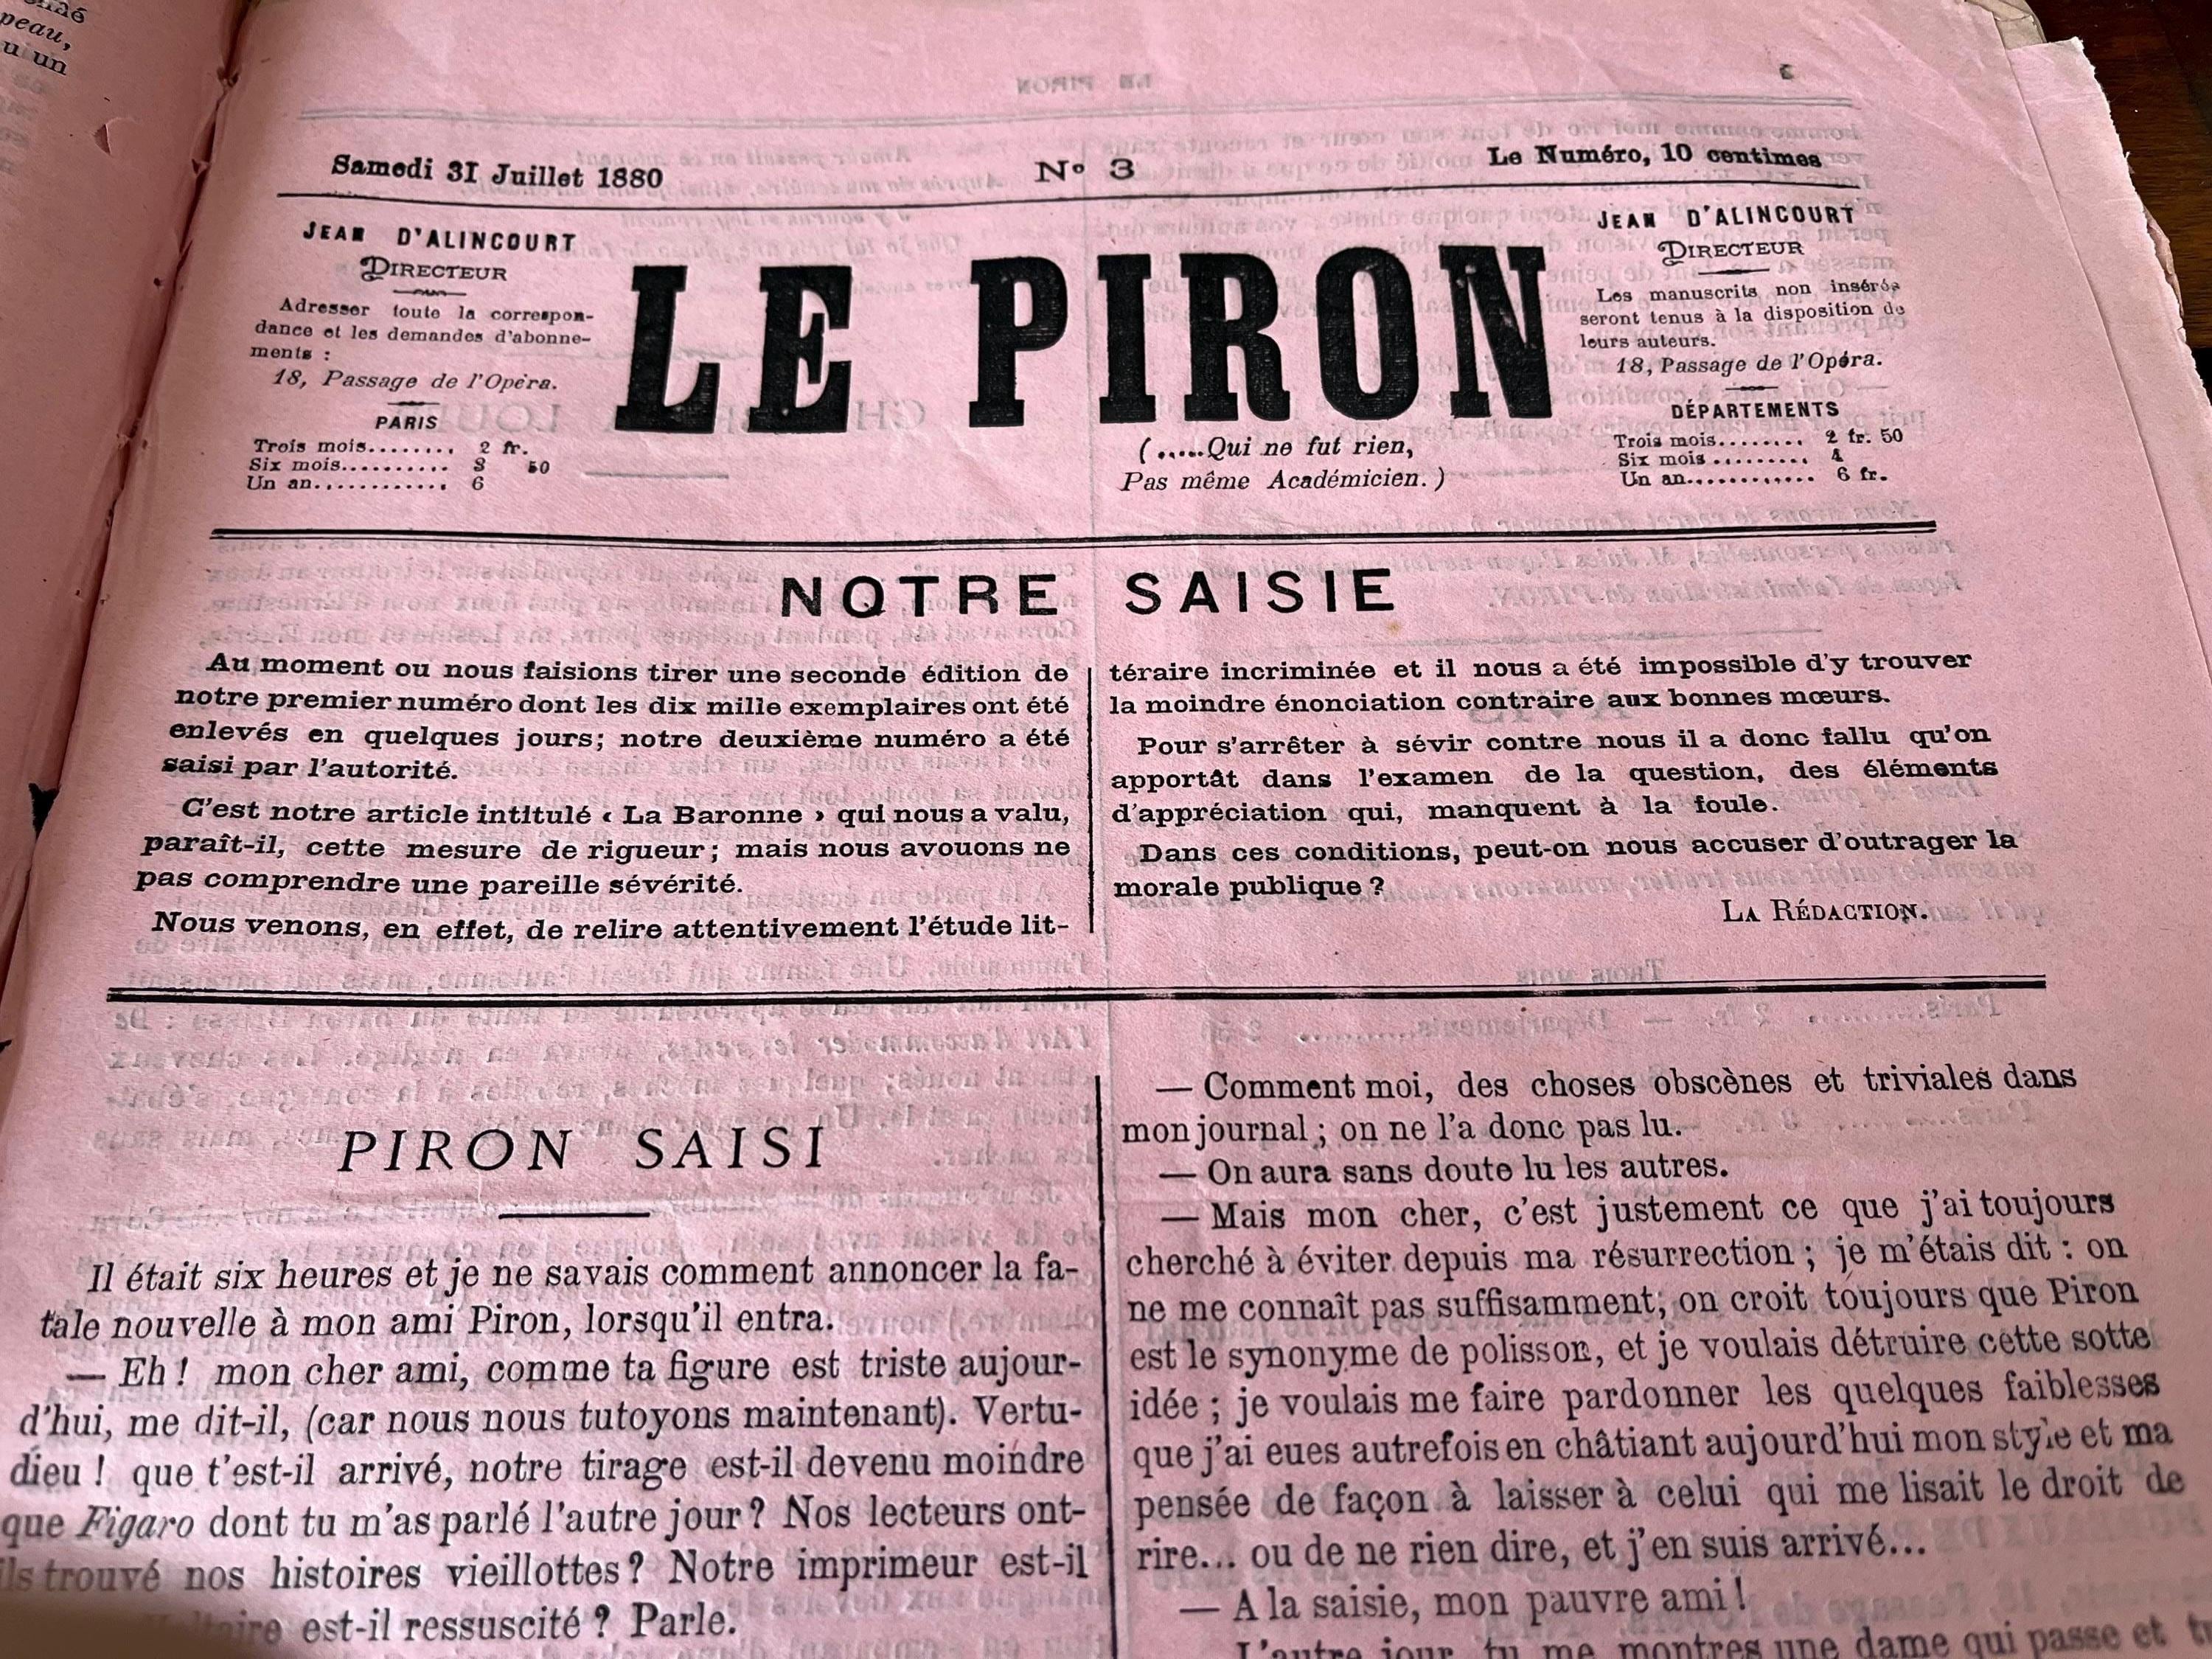 peau,
u un
Samedi 31 Juillet 1880
N° 3
Le Numéro, 10 centimes
JEAN D'ALINCOURT
DIRECTEUR
Adresser toute la correspon-
dance et les demandes d'abonne-
ments :
18, Passage de l'Opéra.
PARIS
Trois mois........ 2 fr.
Six mois.......... 3 50
Un an............ 6
LE PIRON
(.....Qui ne fut rien,
Pas même Académicien.)
JEAN D'ALINCOURT
DIRECTEUR
Les manuscrits non insérés
seront tenus à la disposition de
leurs auteurs.
18, Passage de l'Opéra.
DÉPARTEMENTS
Trois mois........ 2 fr. 50
Six mois ......... 4
Un an............ 6 fr.
NOTRE SAISIE
Au moment ou nous faisions tirer une seconde édition de
notre premier numéro dont les dix mille exemplaires ont été
enlevés en quelques jours; notre deuxième numéro a été
saisi par l'autorité.
C'est notre article intitulé ‹ La Baronne › qui nous a valu,
paraît-il, cette mesure de rigueur; mais nous avouons ne
pas comprendre une pareille sévérité.
Nous venons, en effet, de relire attentivement l'étude lit-
téraire incriminée et il nous a été impossible d'y trouver
la moindre énonciation contraire aux bonnes mœurs.
Pour s'arrêter à sévir contre nous il a donc fallu qu'on
apportât dans l'examen de la question, des éléments
d'appréciation qui, manquent à la foule.
Dans ces conditions, peut-on nous accuser d'outrager la
morale publique ?
LA RÉDACTION.
PIRON SAISI
Il était six heures et je ne savais comment annoncer la fa-
tale nouvelle à mon ami Piron, lorsqu'il entra.
— Eh ! mon cher ami, comme ta figure est triste aujour-
d'hui, me dit-il, (car nous nous tutoyons maintenant). Vertu-
dieu ! que t'est-il arrivé, notre tirage est-il devenu moindre
que Figaro dont tu m'as parlé l'autre jour ? Nos lecteurs ont-
ils trouvé nos histoires vieillottes ? Notre imprimeur est-il
est-il ressuscité ? Parle.
— Comment moi, des choses obscènes et triviales dans
mon journal ; on ne l'a donc pas lu.
— On aura sans doute lu les autres.
— Mais mon cher, c'est justement ce que j'ai toujours
cherché à éviter depuis ma résurrection ; je m'étais dit : on
ne me connaît pas suffisamment, on croit toujours que Piron
est le synonyme de polisson, et je voulais détruire cette sotte
idée ; je voulais me faire pardonner les quelques faiblesses
que j'ai eues autrefois en châtiant aujourd'hui mon style et ma
pensée de façon à laisser à celui qui me lisait le droit de
rire... ou de ne rien dire, et j'en suis arrivé...
— A la saisie, mon pauvre ami !
L'autre jour, tu me montres une dame qui passe et